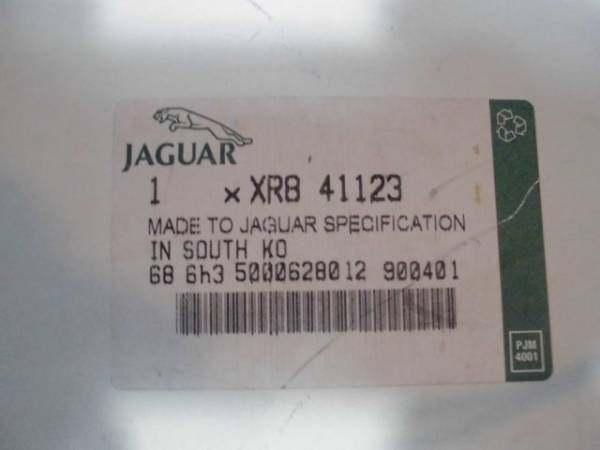 JAGUAR
1 x XR8 41123
MADE TO JAGUAR SPECIFICATION
IN SOUTH KO
68 6h3 5000628012 900401
PJM
4001